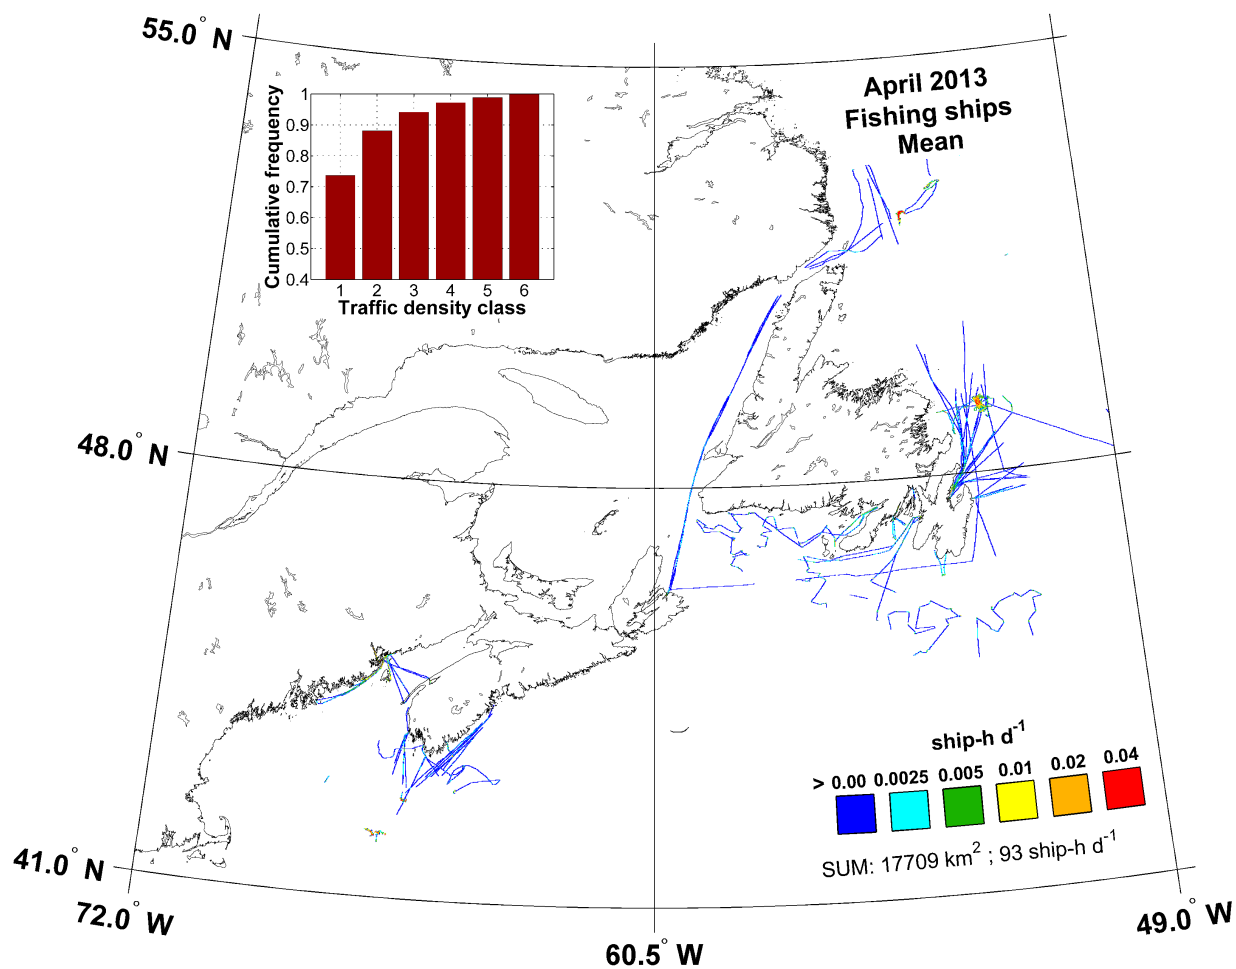 55.0° N
April 2013
Fishing ships
Mean
Cumulative frequency
1
0.9
0.8
0.7
0.6
0.5
0.4
1 2 3 4 5 6
Traffic density class
48.0° N
ship-h d-1
> 0.00 0.0025 0.005 0.01 0.02 0.04
SUM: 17709 km2 ; 93 ship-h d-1
41.0° N
72.0° W
60.5° W
49.0° W